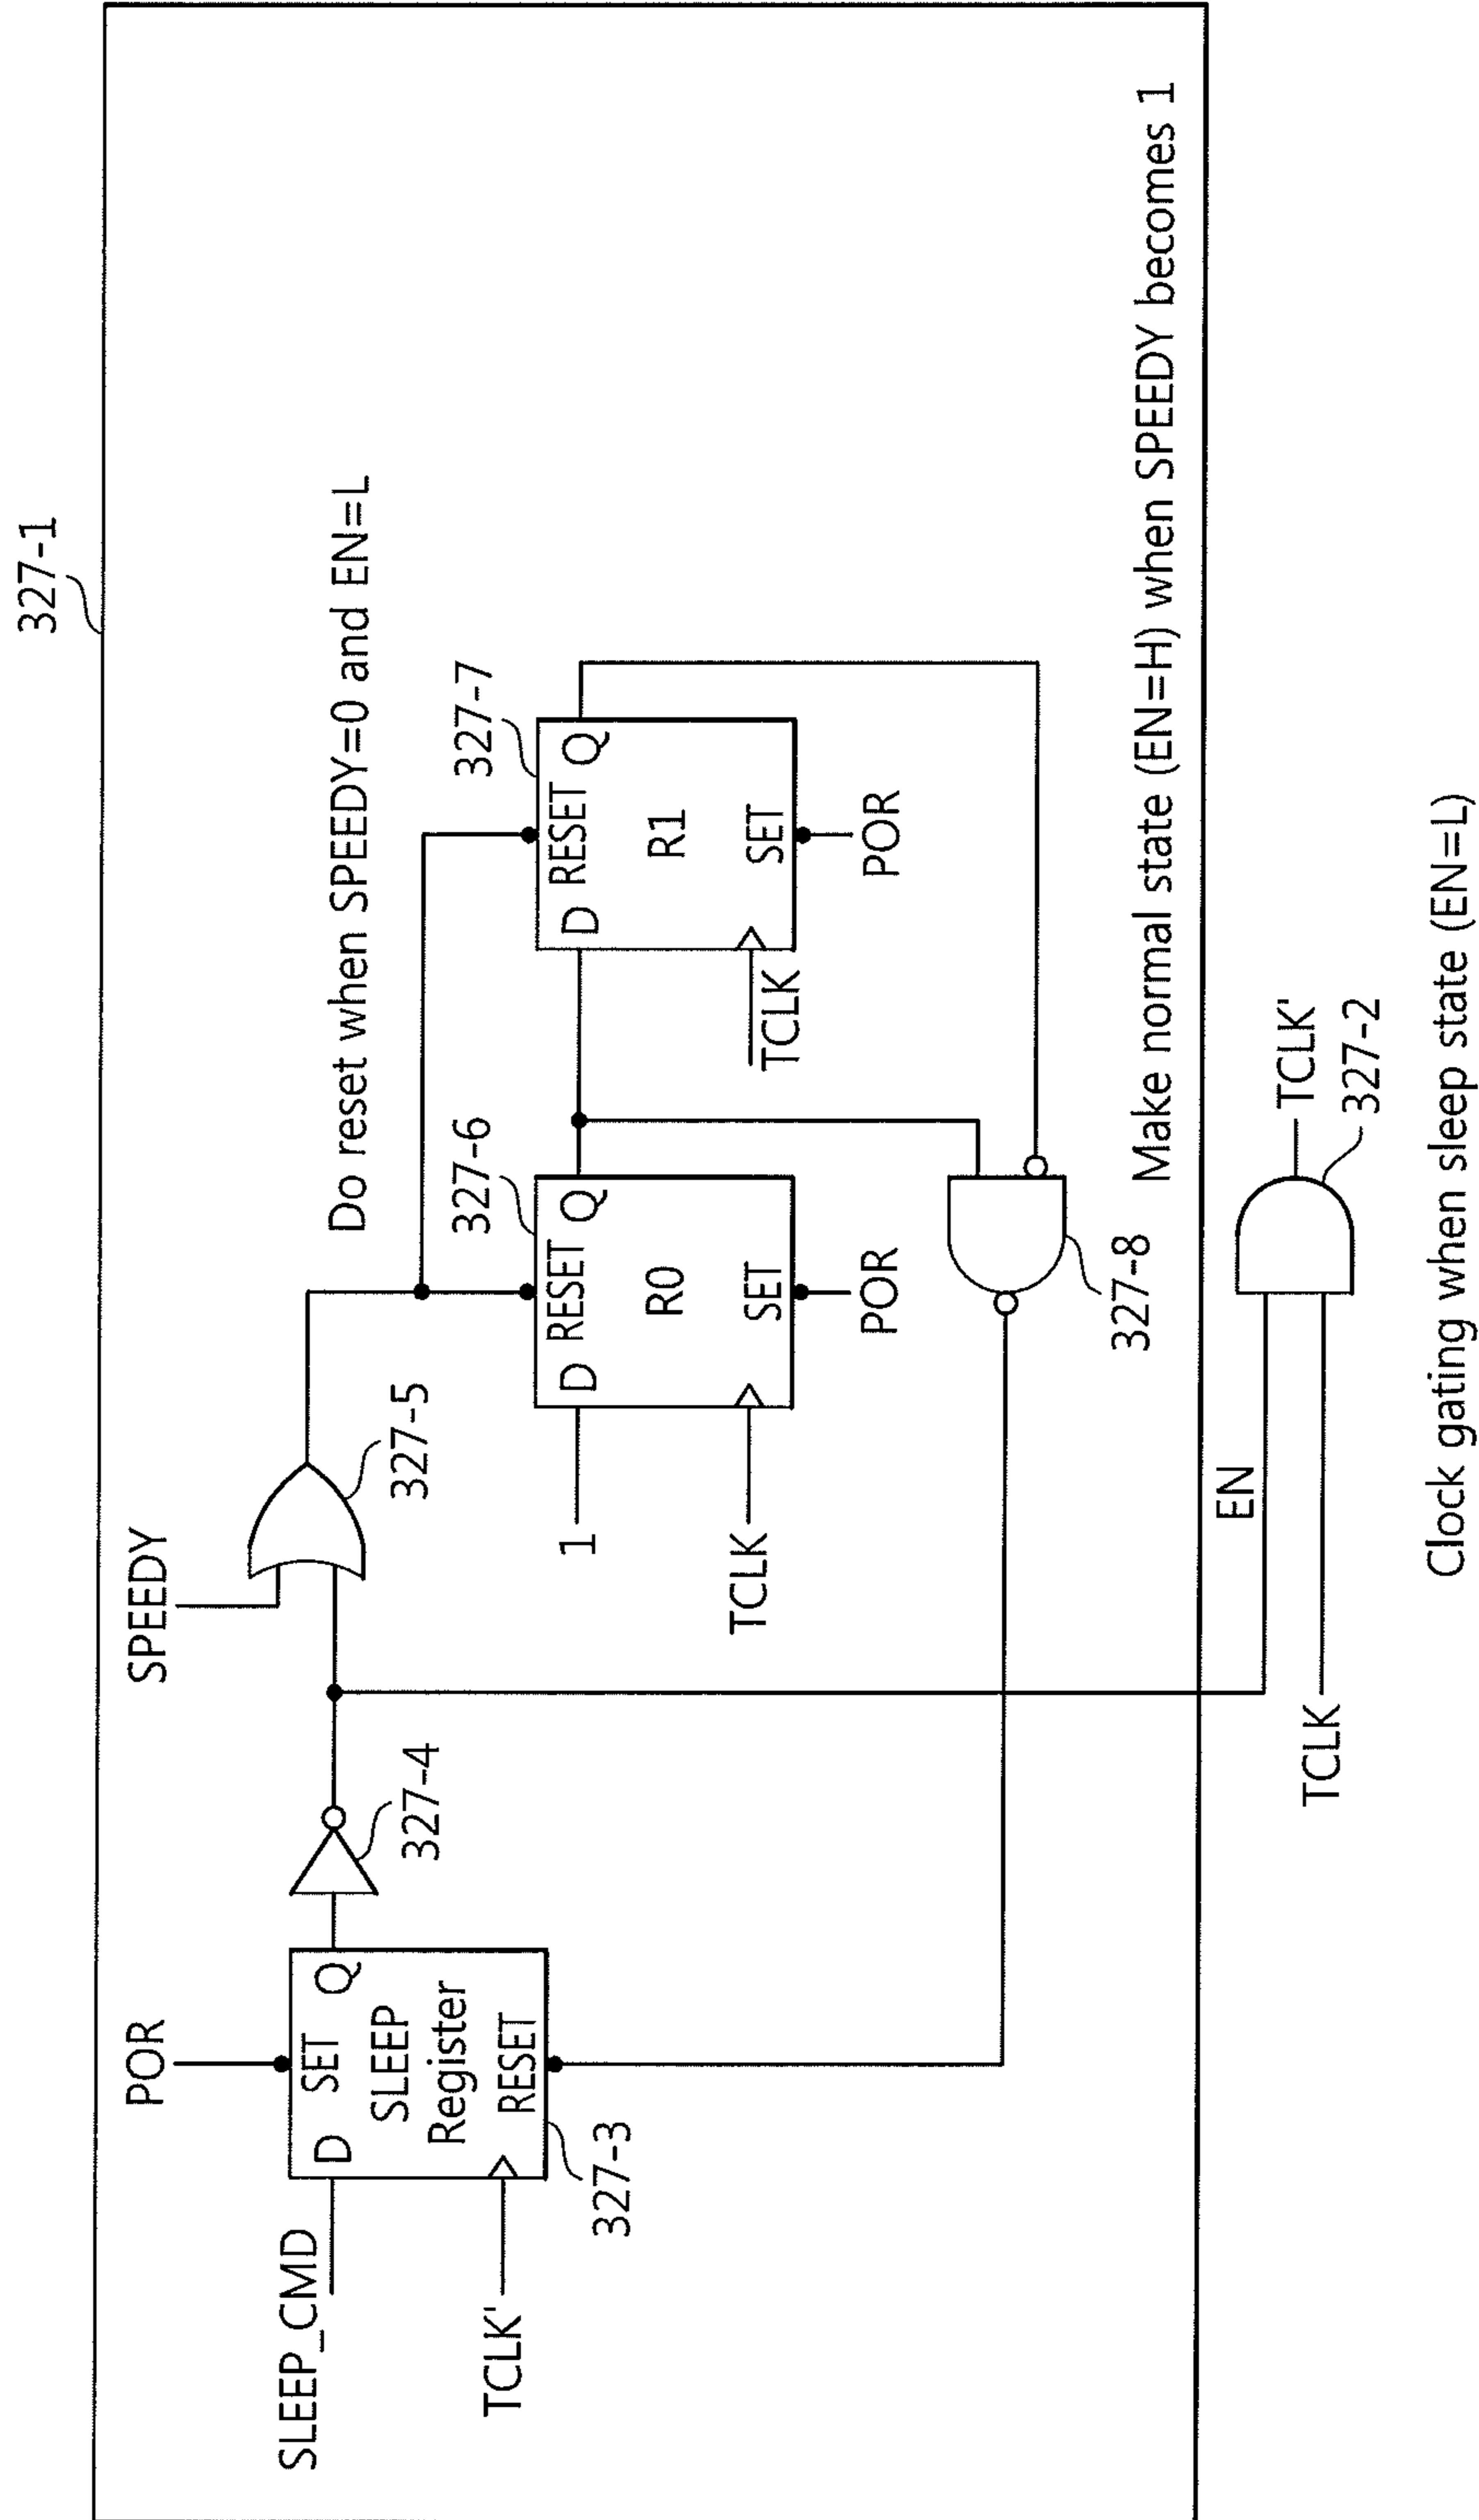 327-1
Do reset when SPEEDY=0 and EN=L
POR
SPEEDY
327-5
SLEEP_CMD
D
SET
Q
SLEEP
Register
RESET
TCLK'
327-3
327-4
1
D
RESET
Q
R0
SET
TCLK
POR
327-6
D
RESET
Q
R1
SET
TCLK
POR
327-7
327-8
Make normal state (EN=H) when SPEEDY becomes 1
EN
TCLK
TCLK'
327-2
Clock gating when sleep state (EN=L)